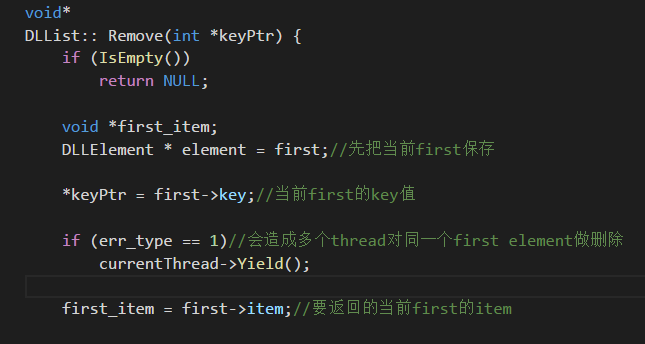 void*
DLList:: Remove(int *keyPtr) {
    if (IsEmpty())
        return NULL;
    void *first_item;
    DLLElement * element = first;//先把当前first保存
    *keyPtr = first->key;//当前first的key值
    if (err_type == 1)//会造成多个thread对同一个first element做删除
        currentThread->Yield();
    first_item = first->item;//要返回的当前first的item